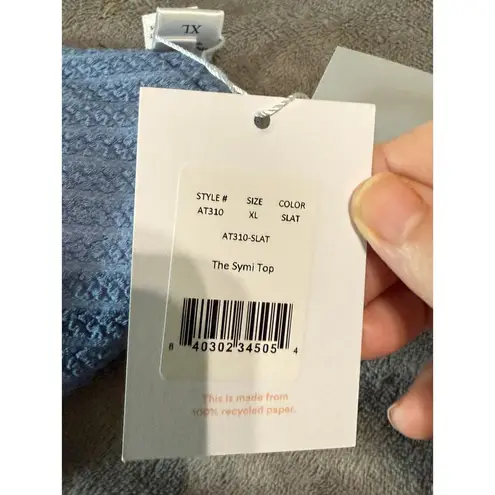 XL
STYLE # SIZE COLOR
AT310 XL SLAT
AT310-SLAT
The Symi Top
8 40302 34505 4
This is made from
100% recycled paper.